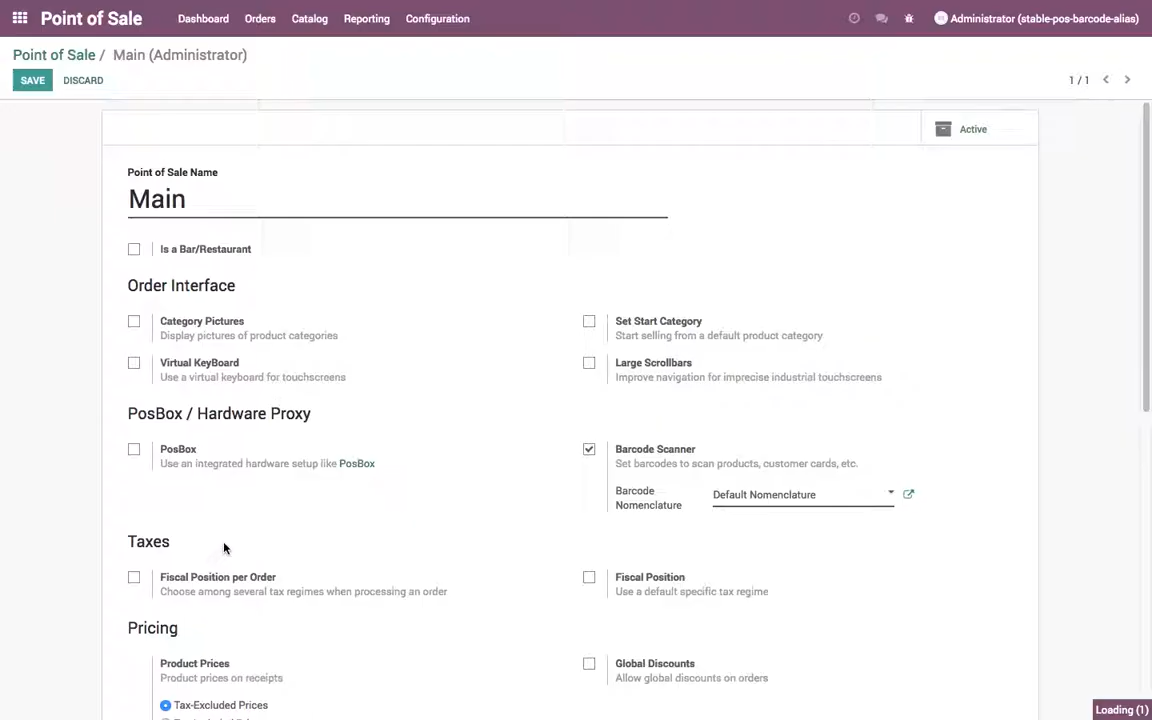 Point of Sale Dashboard Orders Catalog Reporting Configuration Administrator (stable-pos-barcode-alias)
Point of Sale / Main (Administrator)
SAVE DISCARD 1 / 1
Active
Point of Sale Name
Main
Is a Bar/Restaurant
Order Interface
Category Pictures
Display pictures of product categories
Set Start Category
Start selling from a default product category
Virtual KeyBoard
Use a virtual keyboard for touchscreens
Large Scrollbars
Improve navigation for imprecise industrial touchscreens
PosBox / Hardware Proxy
PosBox
Use an integrated hardware setup like PosBox
Barcode Scanner
Set barcodes to scan products, customer cards, etc.
Barcode
Nomenclature
Default Nomenclature
Taxes
Fiscal Position per Order
Choose among several tax regimes when processing an order
Fiscal Position
Use a default specific tax regime
Pricing
Product Prices
Product prices on receipts
Global Discounts
Allow global discounts on orders
Tax-Excluded Prices
Loading (1)